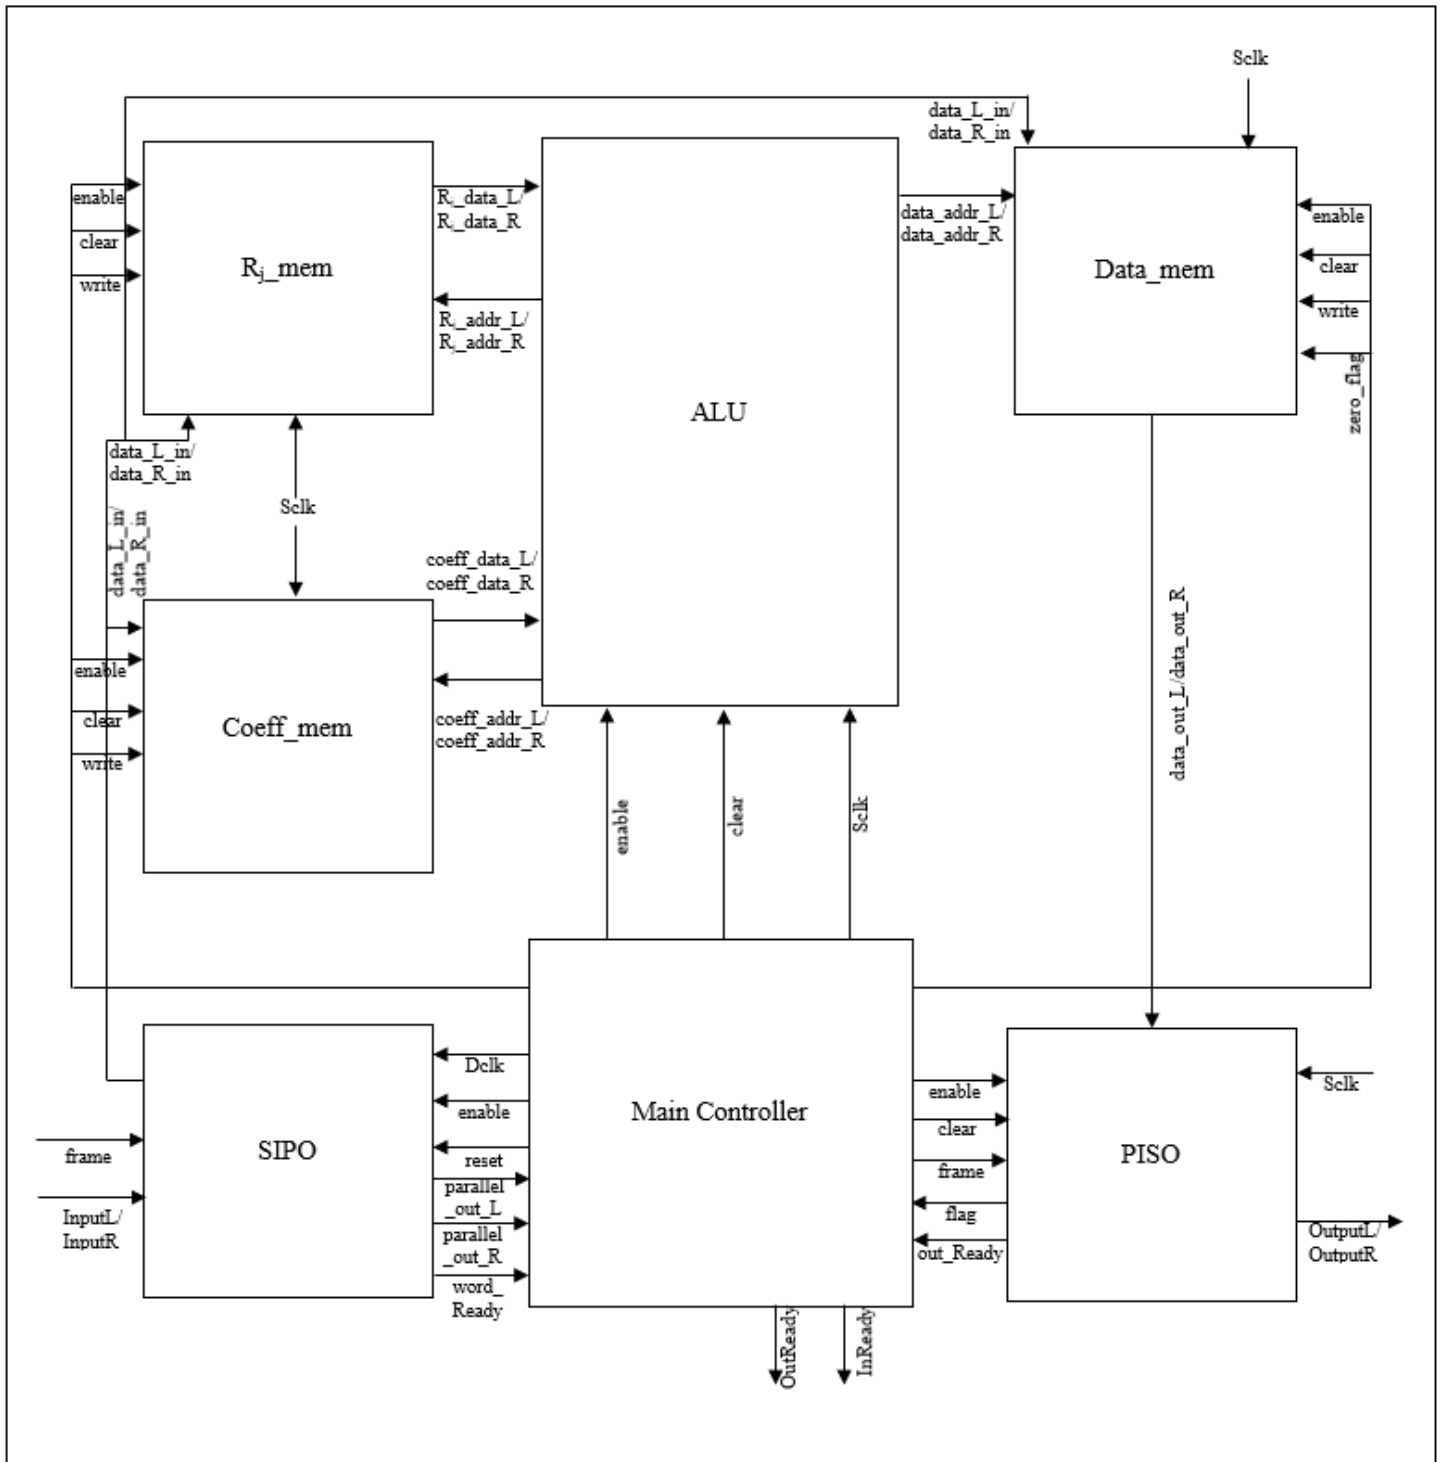 Sclk
data_L_in/
data_R_in
enable
clear
write
Rj_mem
Rj_data_L/
Rj_data_R
Rj_addr_L/
Rj_addr_R
ALU
data_addr_L/
data_addr_R
Data_mem
enable
clear
write
zero_flag
data_L_in/
data_R_in
Sclk
data_L_in/
data_R_in
coeff_data_L/
coeff_data_R
enable
clear
write
Coeff_mem
coeff_addr_L/
coeff_addr_R
data_out_L/data_out_R
enable
clear
Sclk
SIPO
frame
InputL/
InputR
Dclk
enable
reset
parallel
_out_L
parallel
_out_R
word_
Ready
Main Controller
enable
clear
frame
flag
out_Ready
PISO
Sclk
OutputL/
OutputR
OutReady
InReady